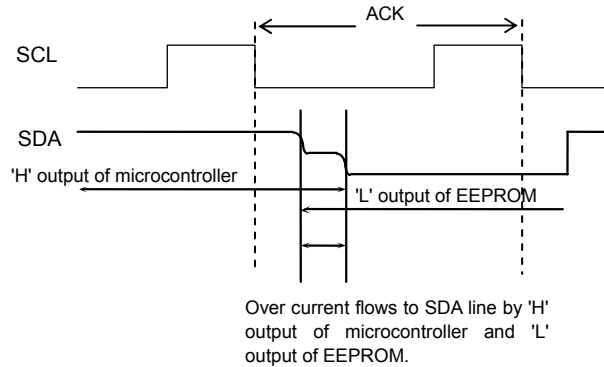 ACK
SCL
SDA
'H' output of microcontroller
'L' output of EEPROM
Over current flows to SDA line by 'H'
output of microcontroller and 'L'
output of EEPROM.